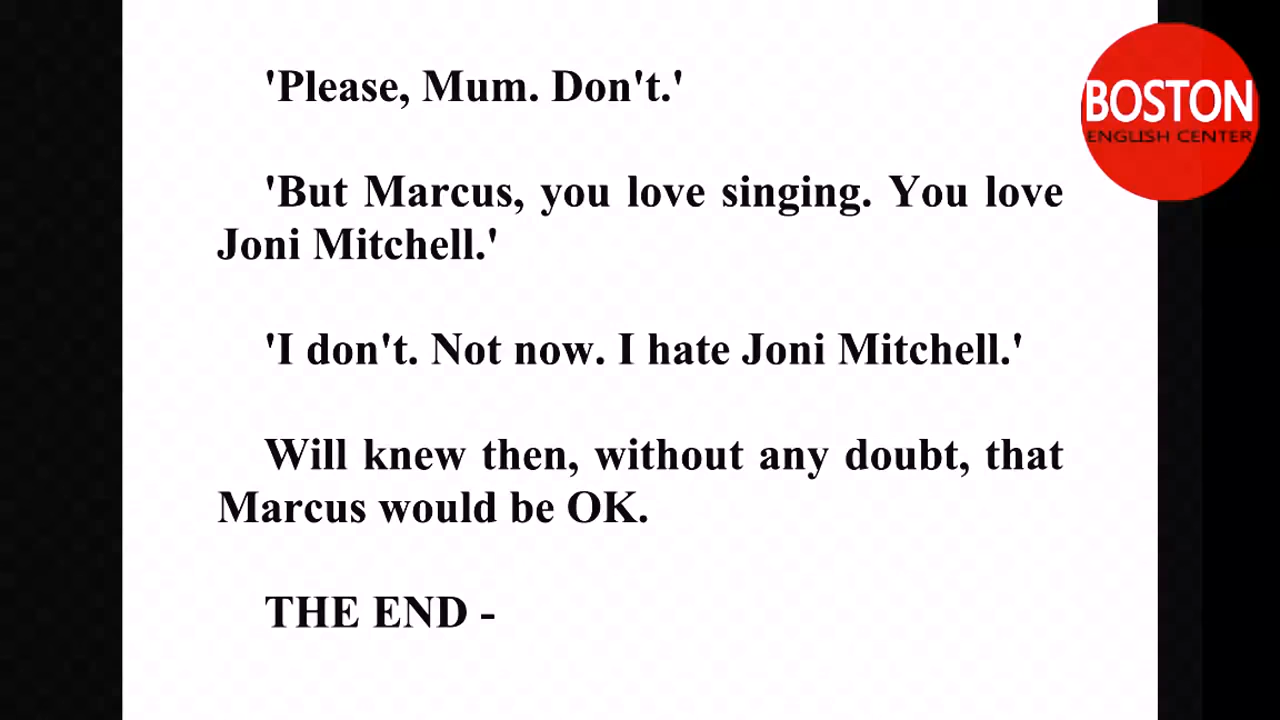 'Please, Mum. Don't.'
'But Marcus, you love singing. You love
Joni Mitchell.'
'I don't. Not now. I hate Joni Mitchell.'
Will knew then, without any doubt, that
Marcus would be OK.
THE END -
BOSTON
ENGLISH CENTER